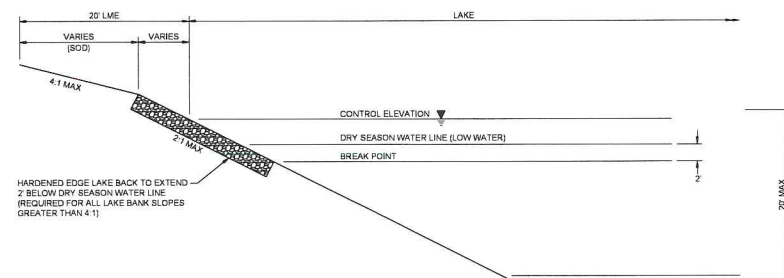 20' LME
LAKE
VARIES
(SOD)
VARIES
4:1 MAX
CONTROL ELEVATION
DRY SEASON WATER LINE (LOW WATER)
2:1 MAX
BREAK POINT
2'
HARDENED EDGE LAKE BACK TO EXTEND
2' BELOW DRY SEASON WATER LINE
(REQUIRED FOR ALL LAKE BANK SLOPES
GREATER THAN 4:1)
20' MAX